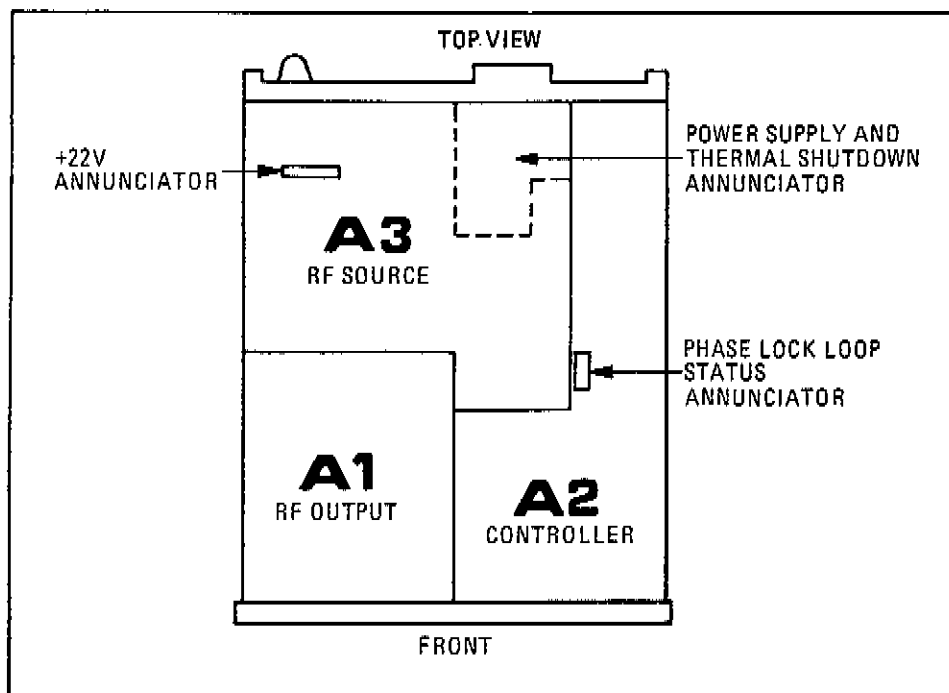 TOP VIEW
+22V
ANNUNCIATOR
POWER SUPPLY AND
THERMAL SHUTDOWN
ANNUNCIATOR
A3
RF SOURCE
PHASE LOCK LOOP
STATUS
ANNUNCIATOR
A1
RF OUTPUT
A2
CONTROLLER
FRONT